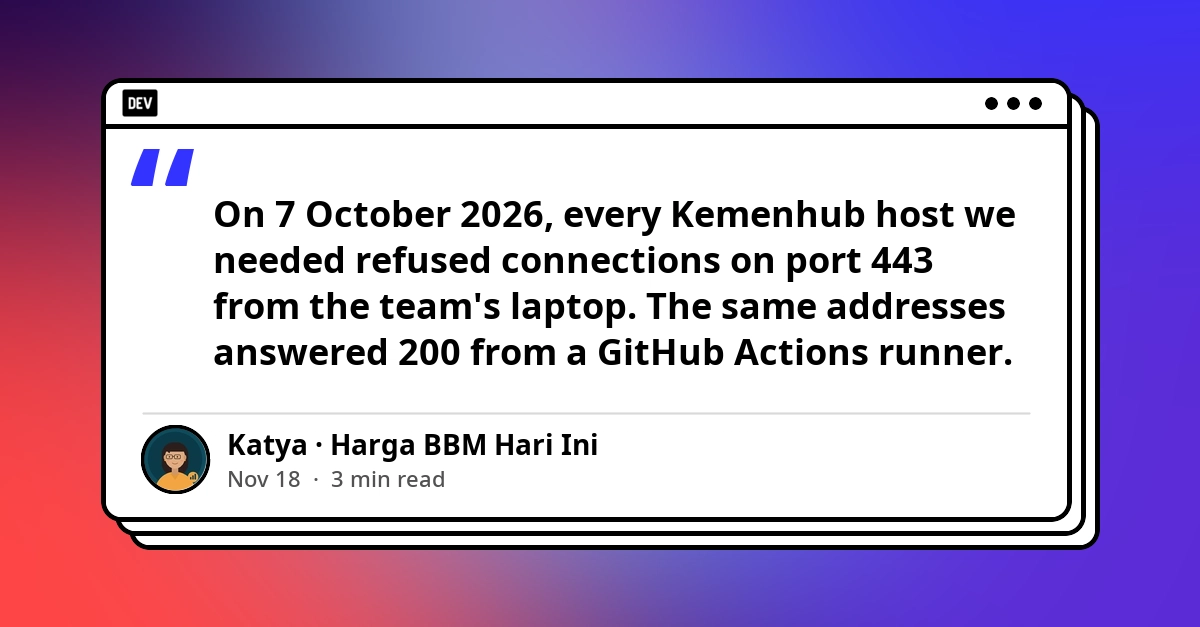 DEV
“
On 7 October 2026, every Kemenhub host we
needed refused connections on port 443
from the team's laptop. The same addresses
answered 200 from a GitHub Actions runner.
Katya · Harga BBM Hari Ini
Nov 18 · 3 min read